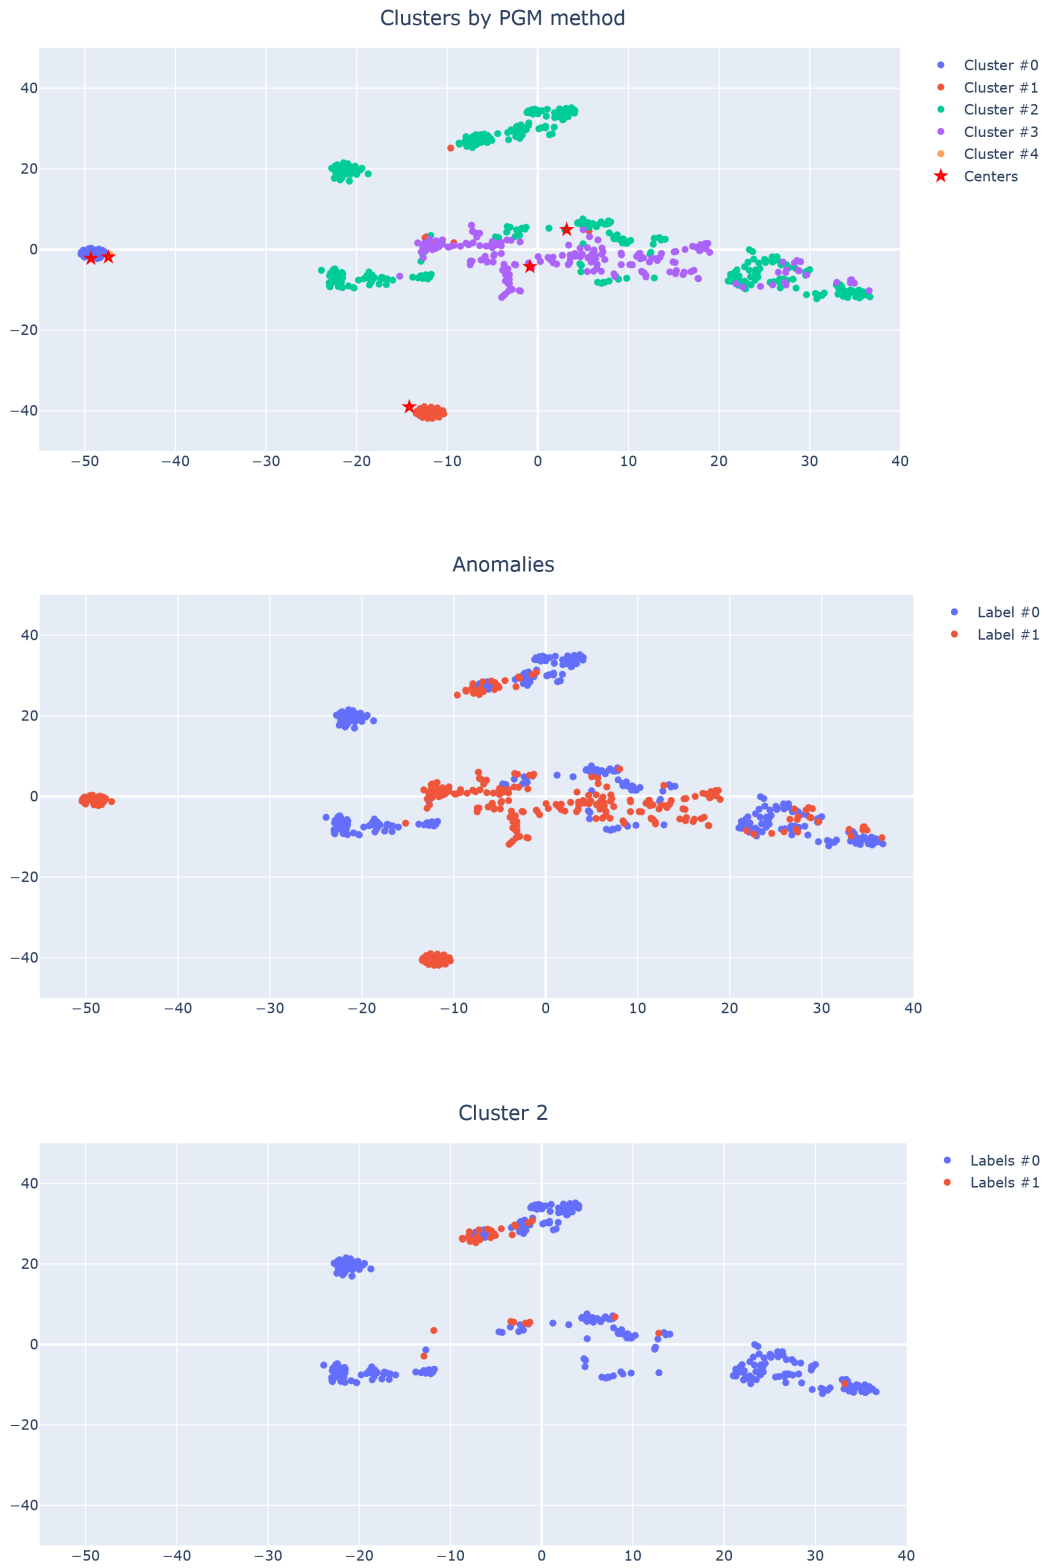 Clusters by PGM method
40
20
0
−20
−40
−50 −40 −30 −20 −10 0 10 20 30 40
Cluster #0
Cluster #1
Cluster #2
Cluster #3
Cluster #4
Centers
Anomalies
40
20
0
−20
−40
−50 −40 −30 −20 −10 0 10 20 30 40
Label #0
Label #1
Cluster 2
40
20
0
−20
−40
−50 −40 −30 −20 −10 0 10 20 30 40
Labels #0
Labels #1